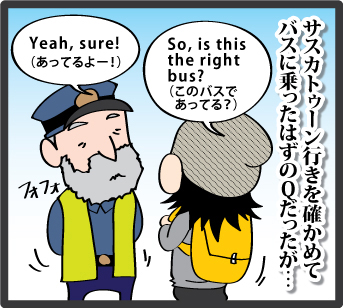 サスカトゥーン行きを確かめて
バスに乗ったはずのQだったが…
So, is this
the right
bus?
(このバスで
あってる?)
Yeah, sure!
(あってるよー!)
フォフォ